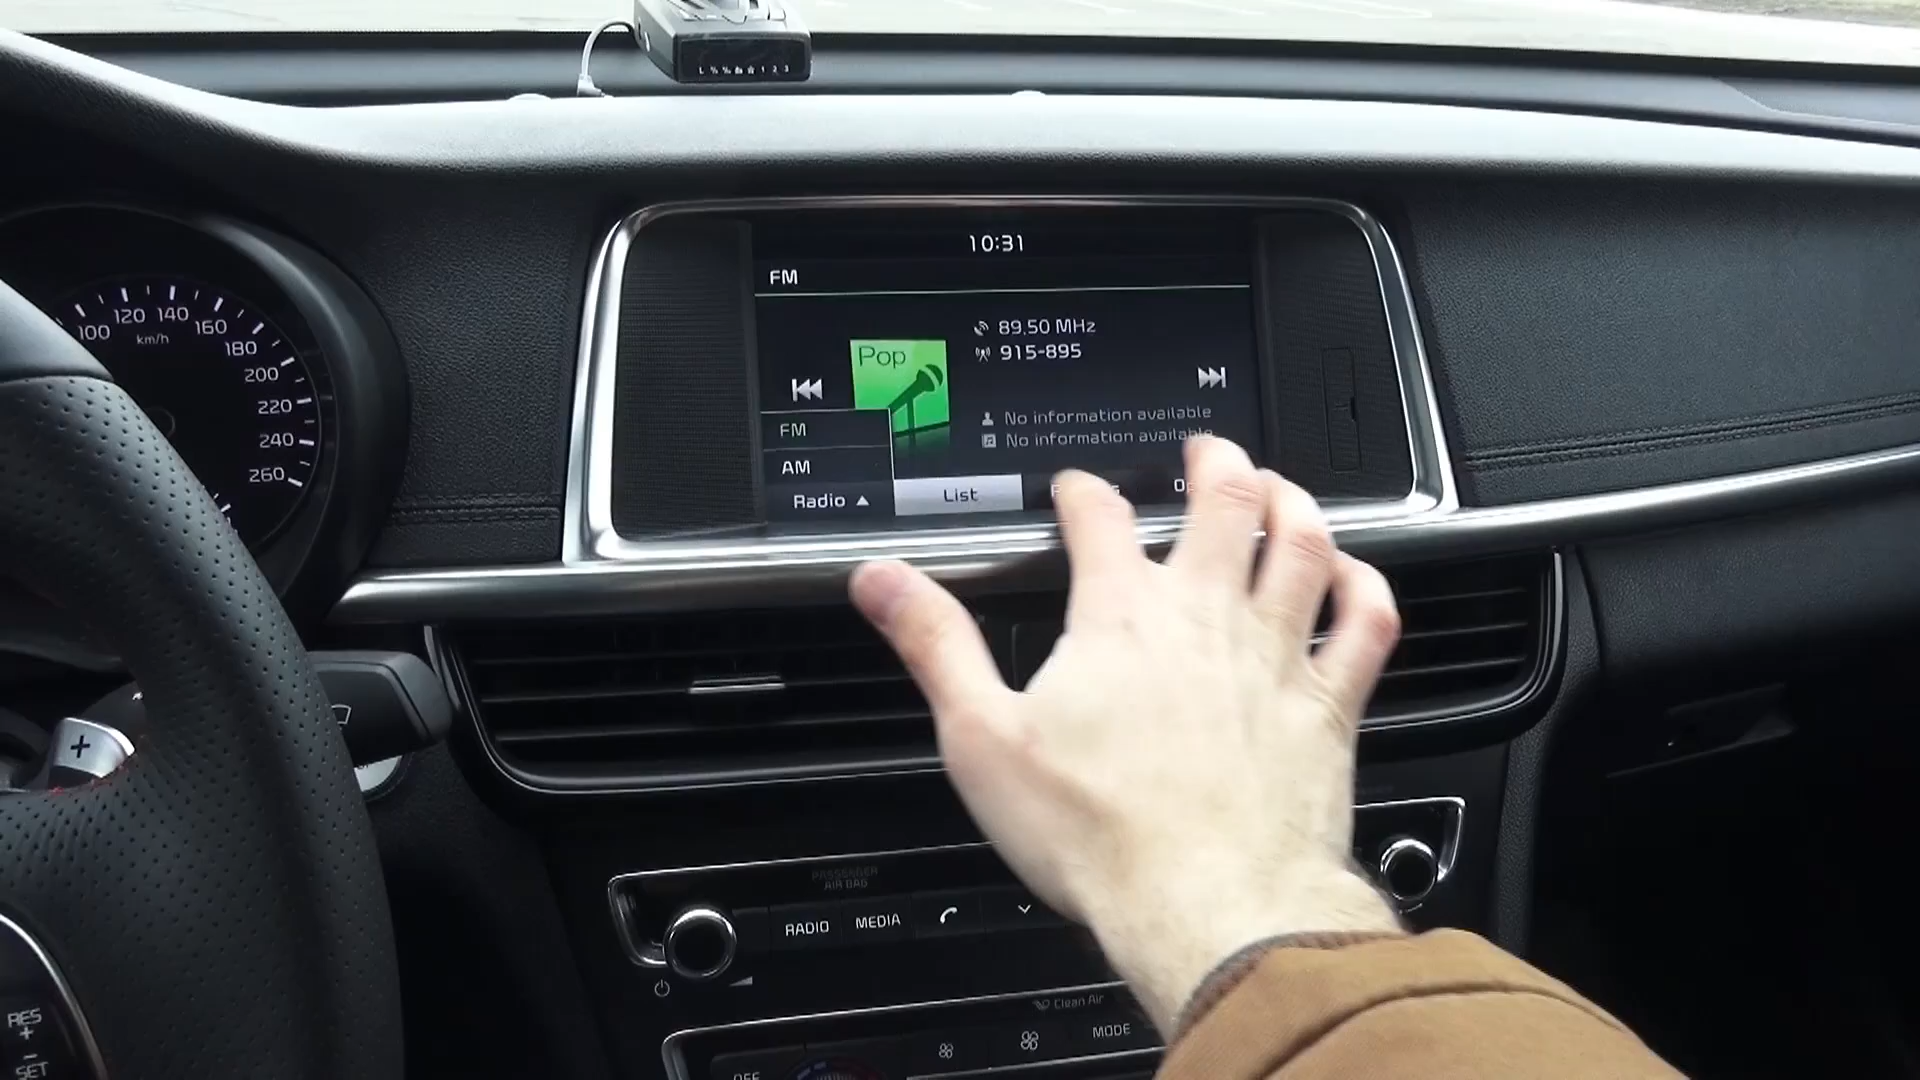 10:31
FM
89.50 MHz
915-895
Pop
No information available
No information available
FM
AM
Radio
List
100 120 140 160 180 200 220 240 260
km/h
+
PASSENGER
AIR BAG
RADIO
MEDIA
Clean Air
MODE
OFF
RES
+
−
SET